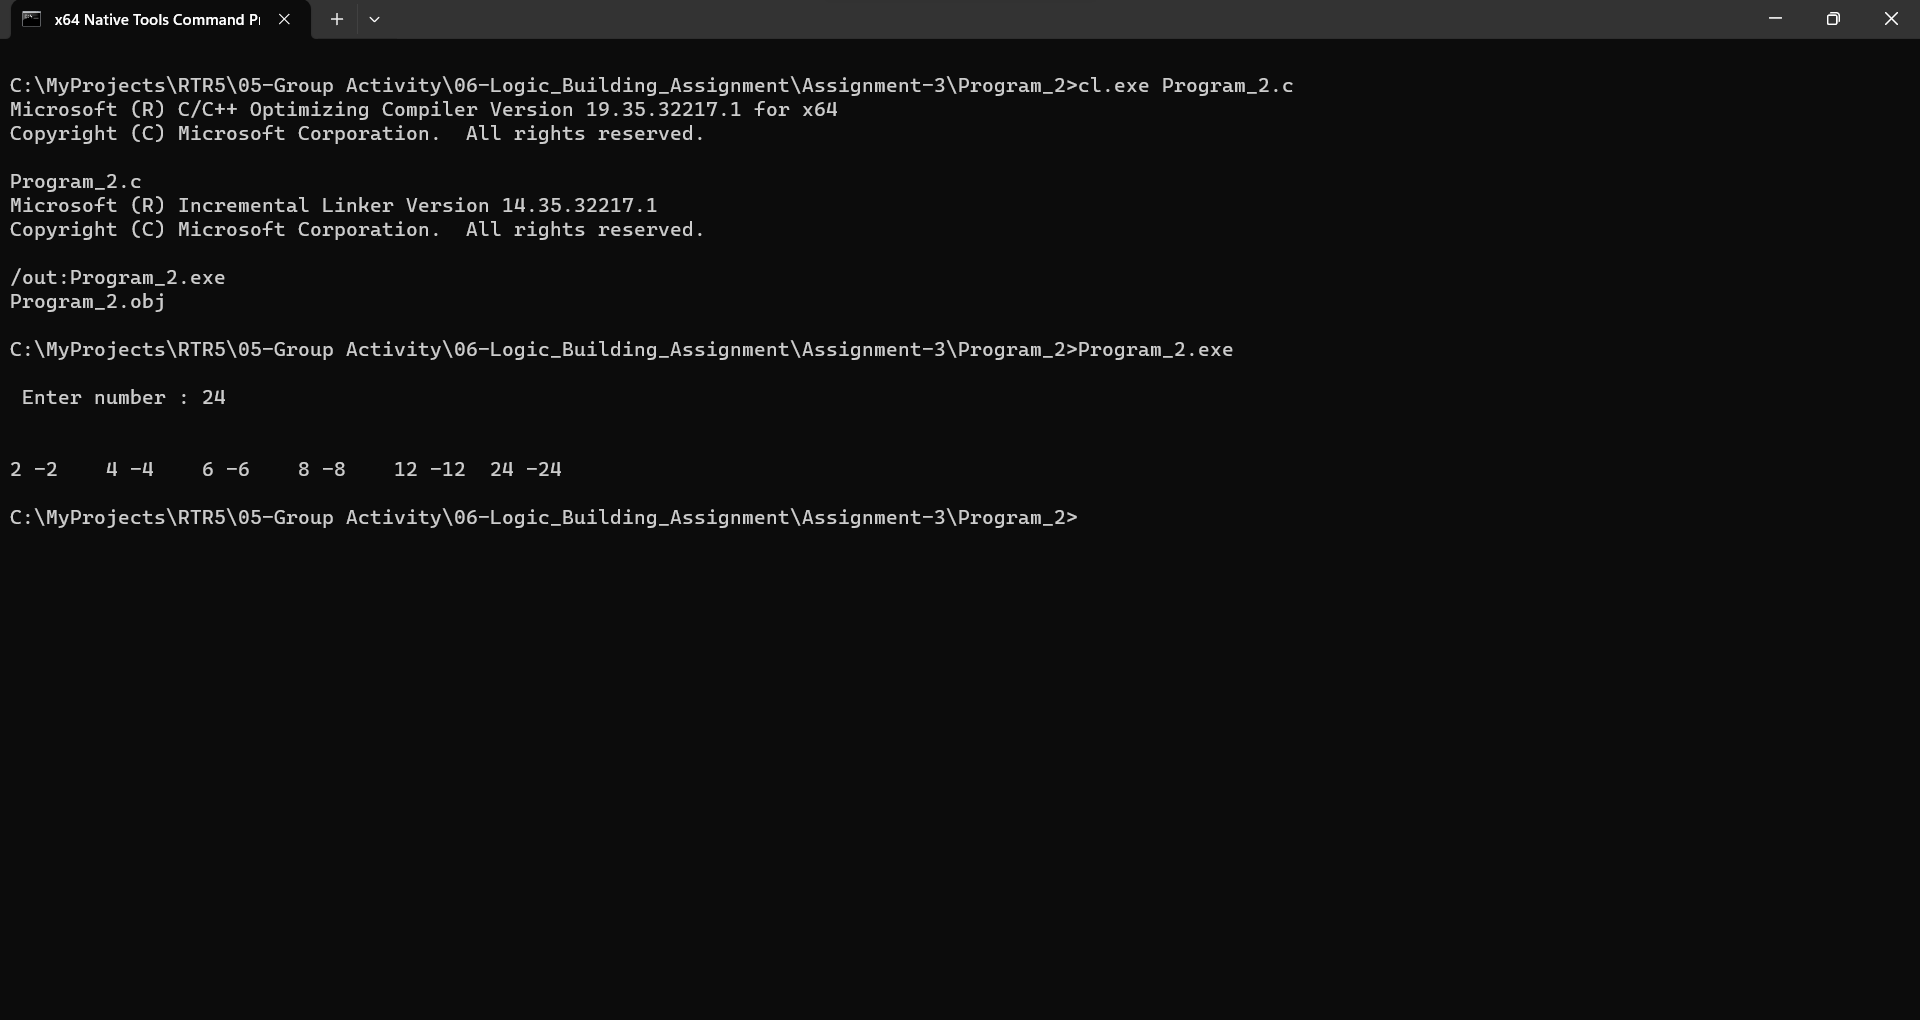 x64 Native Tools Command P
C:\MyProjects\RTR5\05-Group Activity\06-Logic_Building_Assignment\Assignment-3\Program_2>cl.exe Program_2.c
Microsoft (R) C/C++ Optimizing Compiler Version 19.35.32217.1 for x64
Copyright (C) Microsoft Corporation.  All rights reserved.
Program_2.c
Microsoft (R) Incremental Linker Version 14.35.32217.1
Copyright (C) Microsoft Corporation.  All rights reserved.
/out:Program_2.exe
Program_2.obj
C:\MyProjects\RTR5\05-Group Activity\06-Logic_Building_Assignment\Assignment-3\Program_2>Program_2.exe
Enter number : 24
2 -2    4 -4    6 -6    8 -8    12 -12  24 -24
C:\MyProjects\RTR5\05-Group Activity\06-Logic_Building_Assignment\Assignment-3\Program_2>